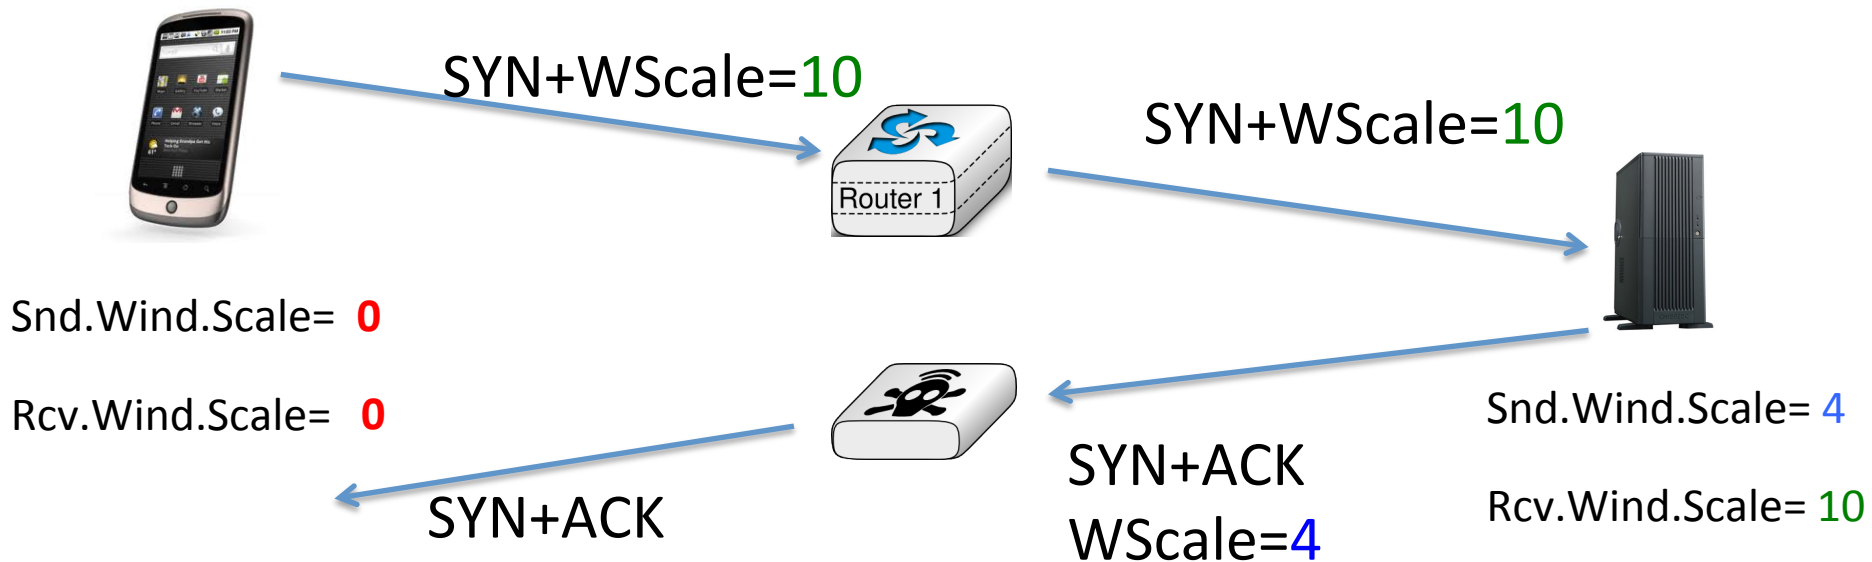 SYN+WScale=10
SYN+WScale=10
Router 1
Snd.Wind.Scale= 0
Rcv.Wind.Scale= 0
Snd.Wind.Scale= 4
Rcv.Wind.Scale= 10
SYN+ACK
WScale=4
SYN+ACK